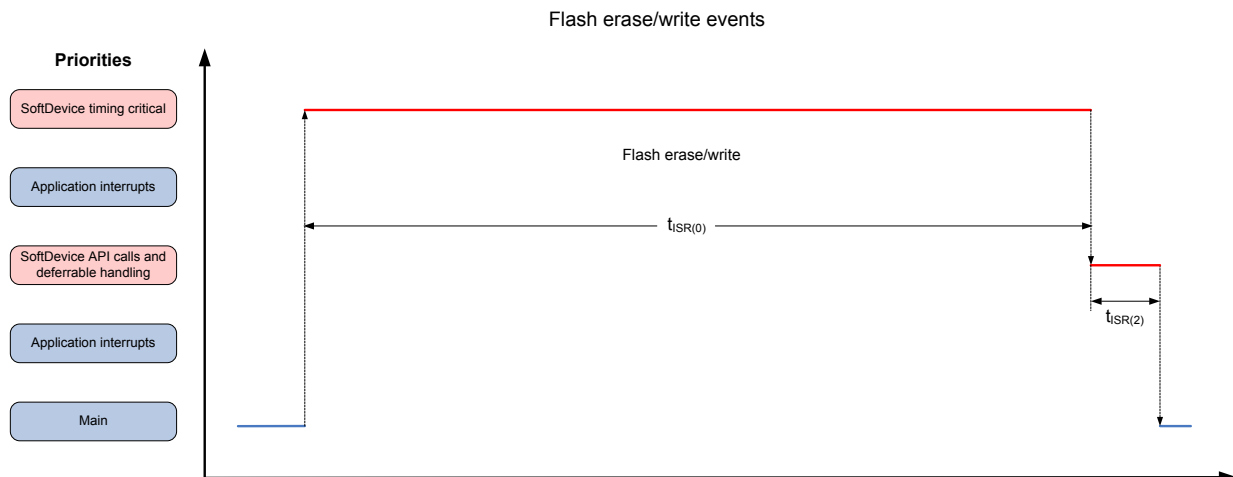 Flash erase/write events
Priorities
SoftDevice timing critical
Application interrupts
SoftDevice API calls and
deferrable handling
Application interrupts
Main
Flash erase/write
tISR(0)
tISR(2)